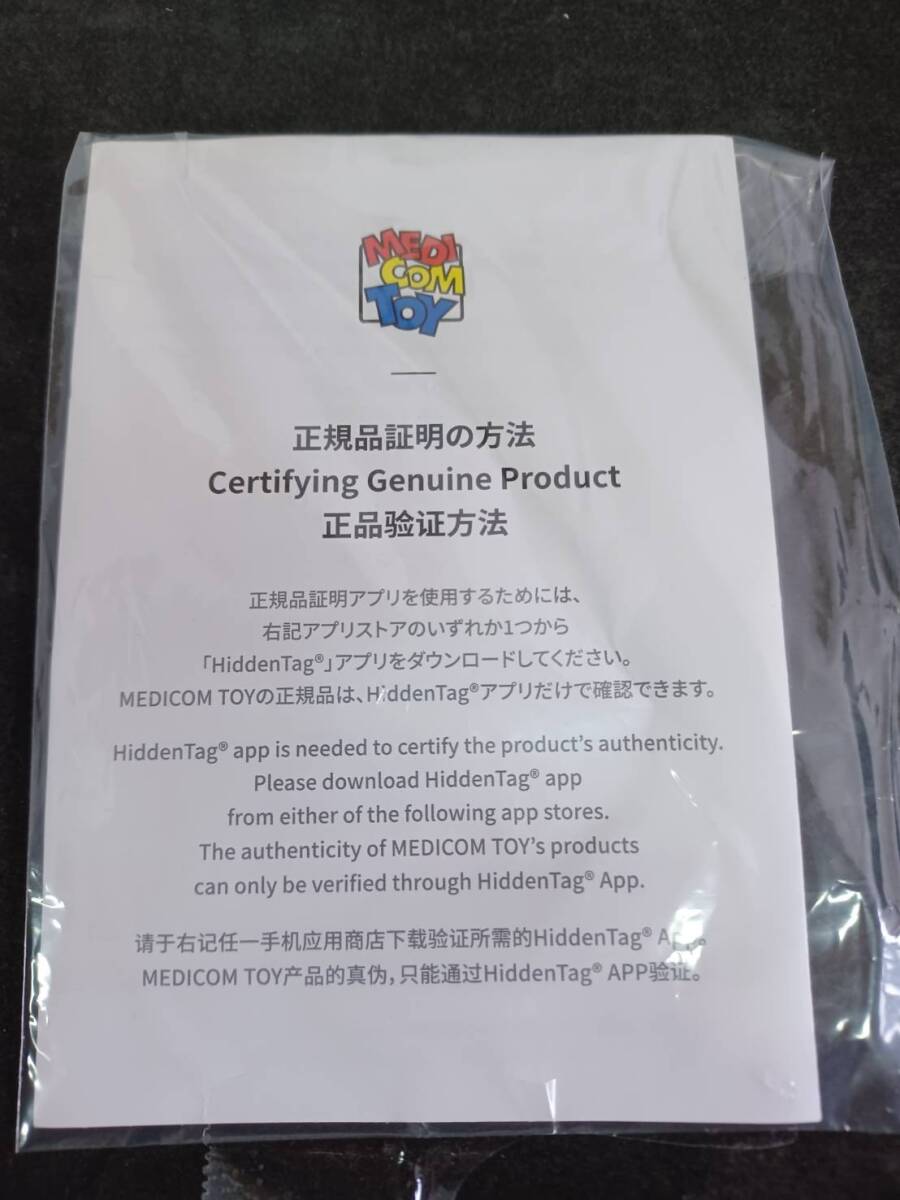 MEDI
COM
TOY
正規品証明の方法
Certifying Genuine Product
正品验证方法
正規品証明アプリを使用するためには、
右記アプリストアのいずれか1つから
「HiddenTag®」アプリをダウンロードしてください。
MEDICOM TOYの正規品は、HiddenTag®アプリだけで確認できます。
HiddenTag® app is needed to certify the product's authenticity.
Please download HiddenTag® app
from either of the following app stores.
The authenticity of MEDICOM TOY's products
can only be verified through HiddenTag® App.
请于右记任一手机应用商店下载验证所需的HiddenTag® App。
MEDICOM TOY产品的真伪，只能通过HiddenTag® APP验证。